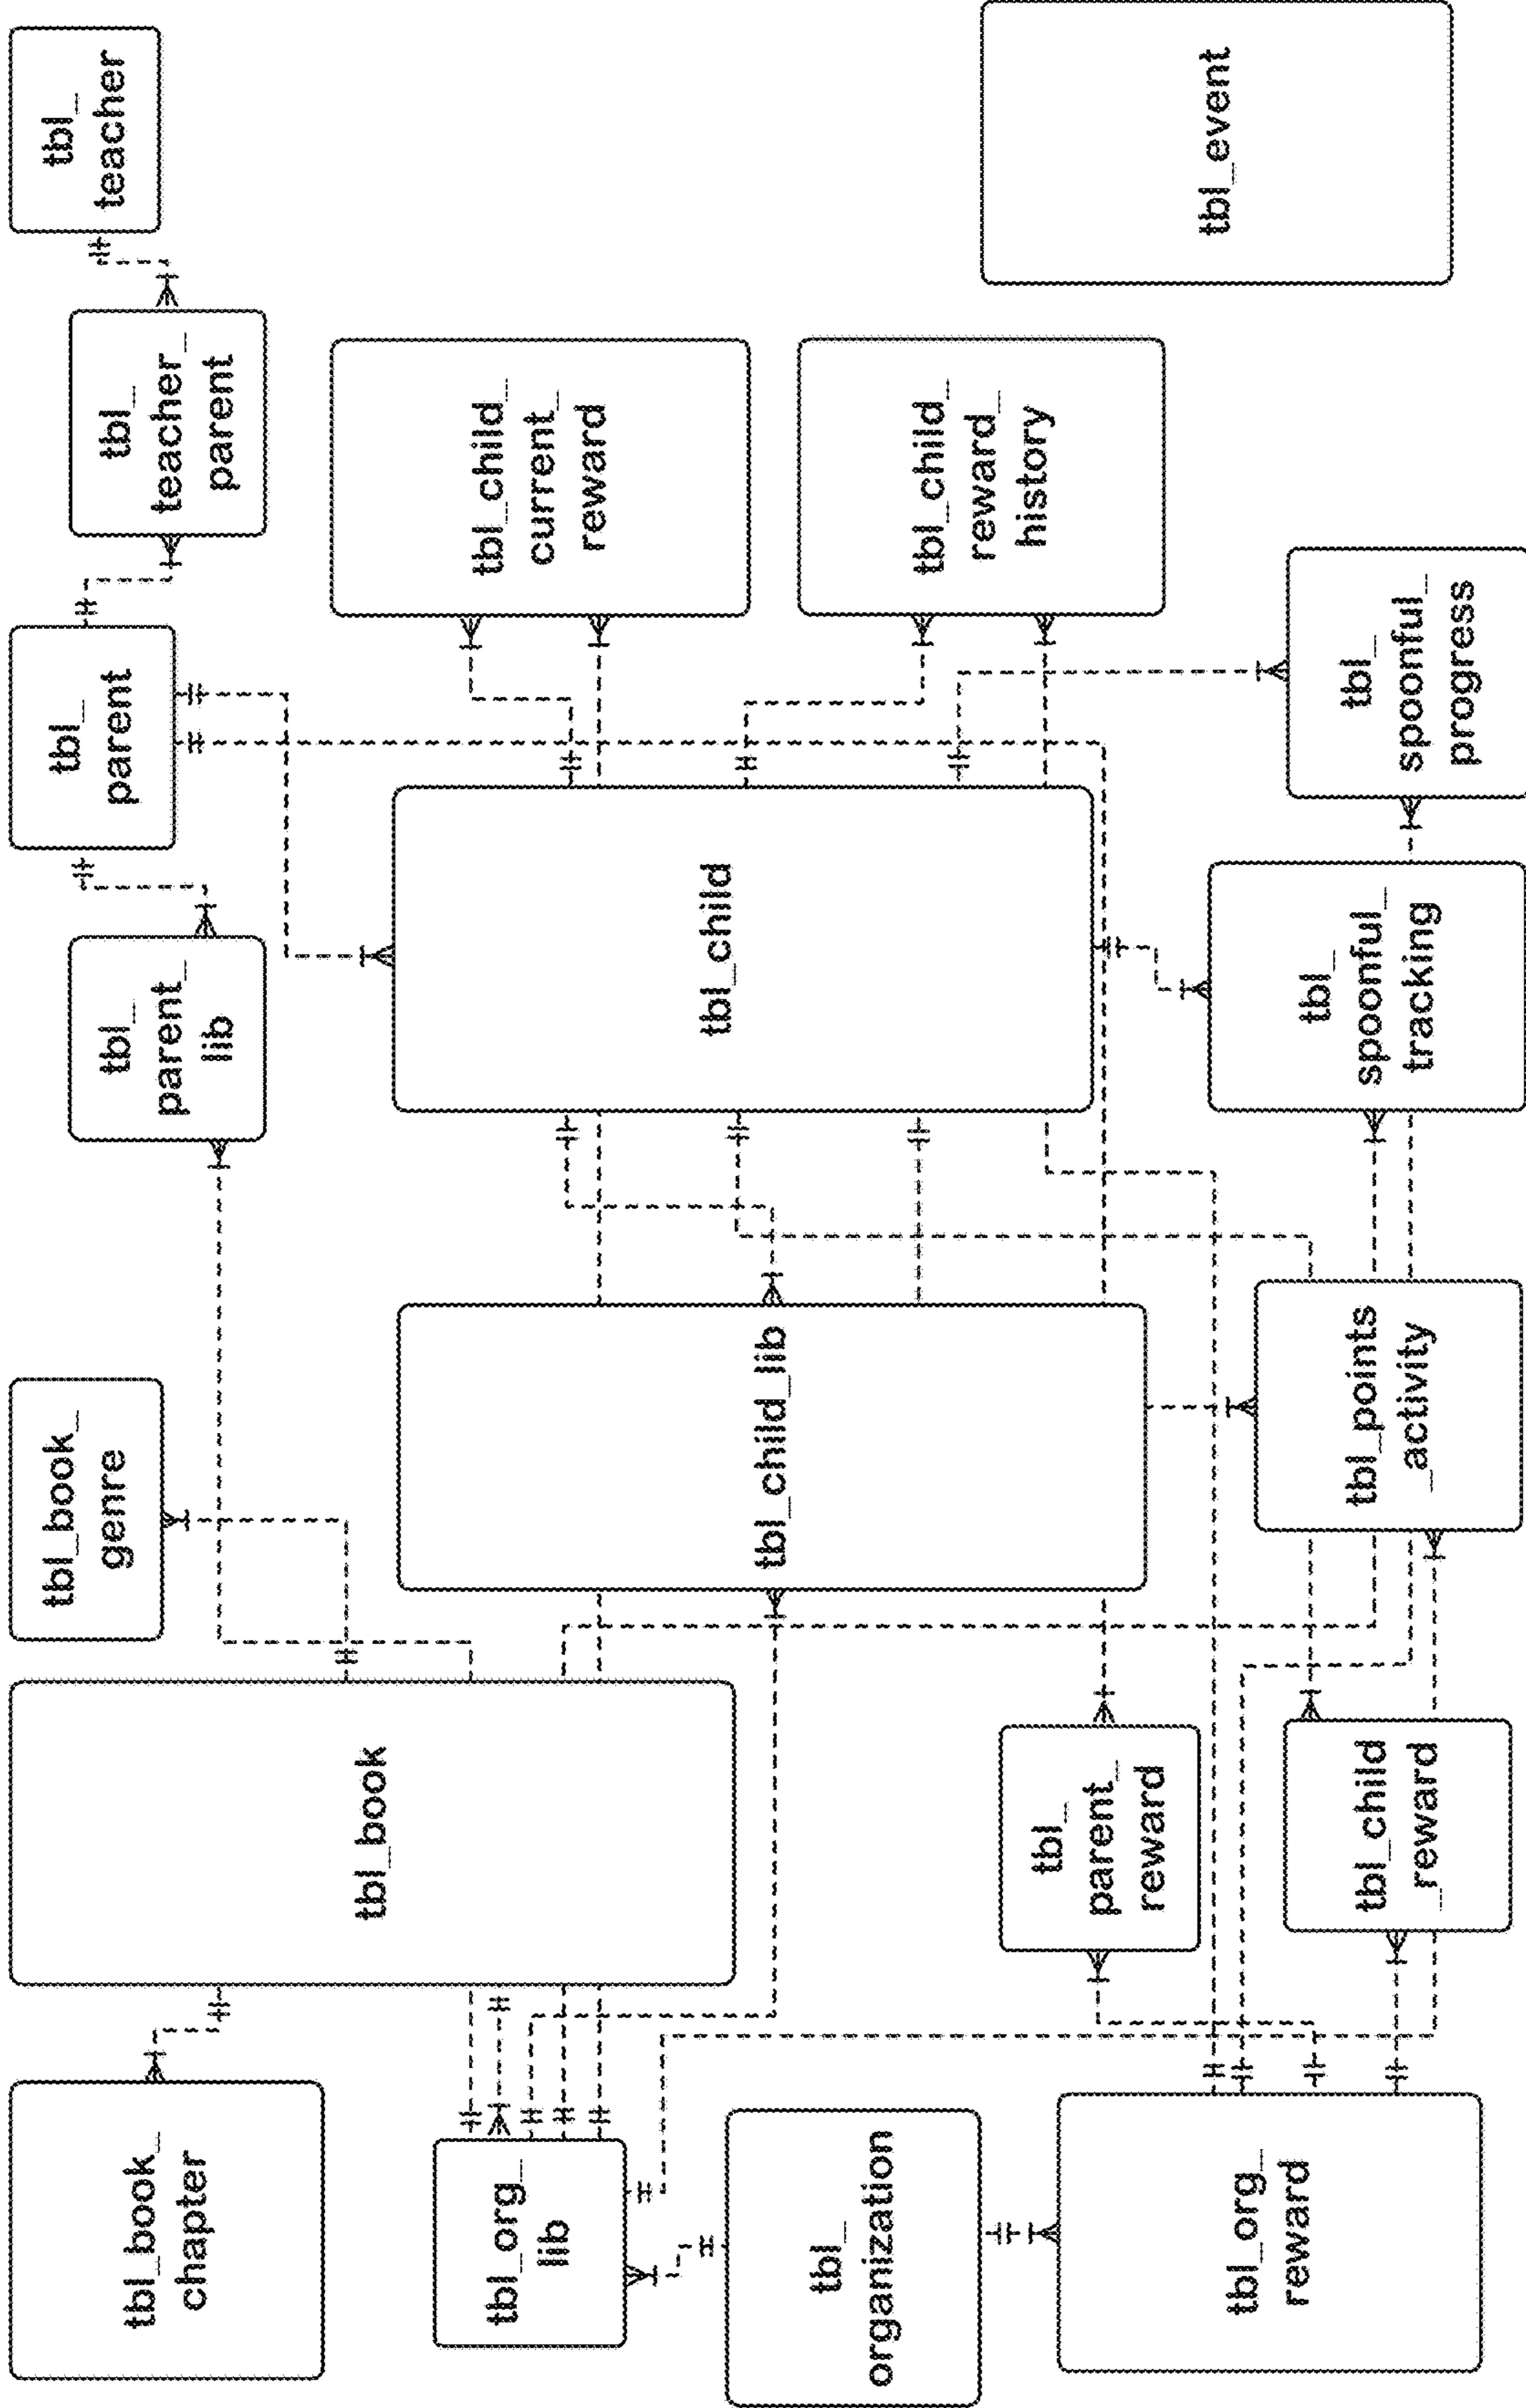 tbl_book_
chapter
tbl_book
tbl_book_
genre
tbl_
parent_
lib
tbl_
parent
tbl_
teacher_
parent
tbl_
teacher
tbl_org_
lib
tbl_child_lib
tbl_child
tbl_child_
current_
reward
tbl_
organization
tbl_child_
reward_
history
tbl_org_
reward
tbl_
parent_
reward
tbl_child
_reward
tbl_points
_activity
tbl_
spoonful_
tracking
tbl_
spoonful_
progress
tbl_event